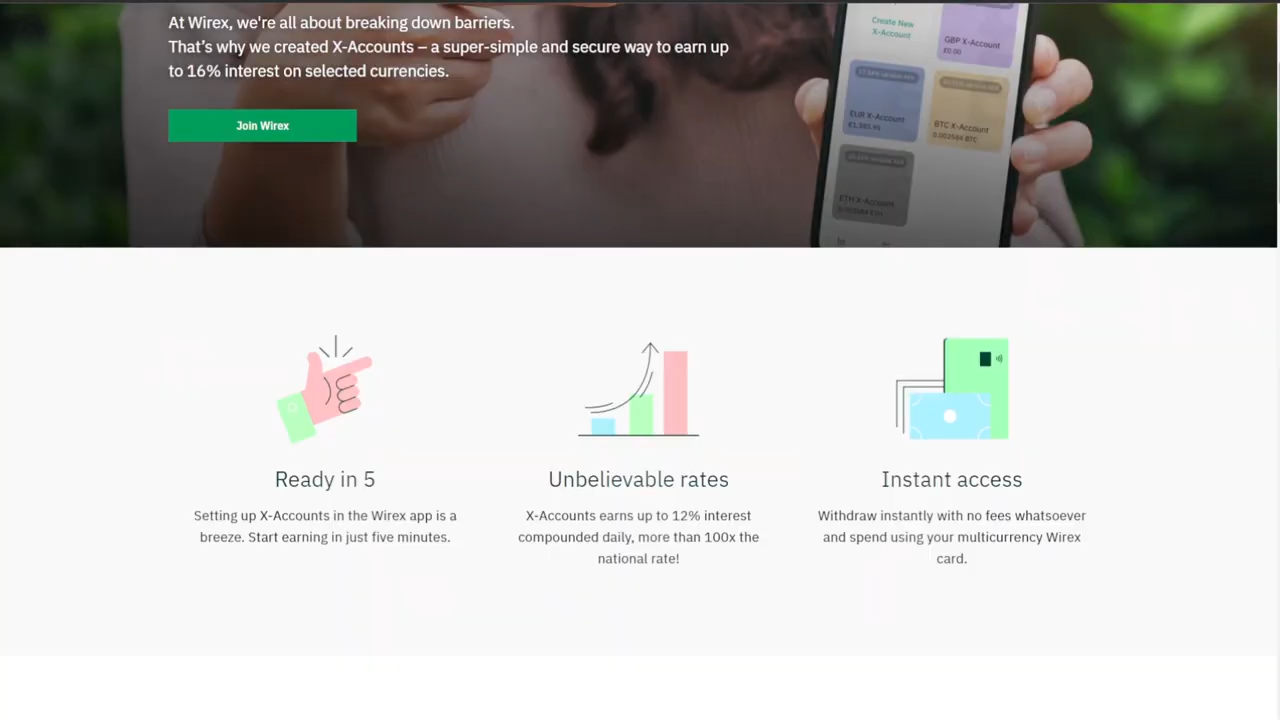 At Wirex, we're all about breaking down barriers.
That's why we created X-Accounts – a super-simple and secure way to earn up
to 16% interest on selected currencies.
Join Wirex
Create New
X-Account
GBP X-Account
£0.00
EUR X-Account
BTC X-Account
0.002584 BTC
ETH X-Account
Ready in 5
Setting up X-Accounts in the Wirex app is a
breeze. Start earning in just five minutes.
Unbelievable rates
X-Accounts earns up to 12% interest
compounded daily, more than 100x the
national rate!
Instant access
Withdraw instantly with no fees whatsoever
and spend using your multicurrency Wirex
card.